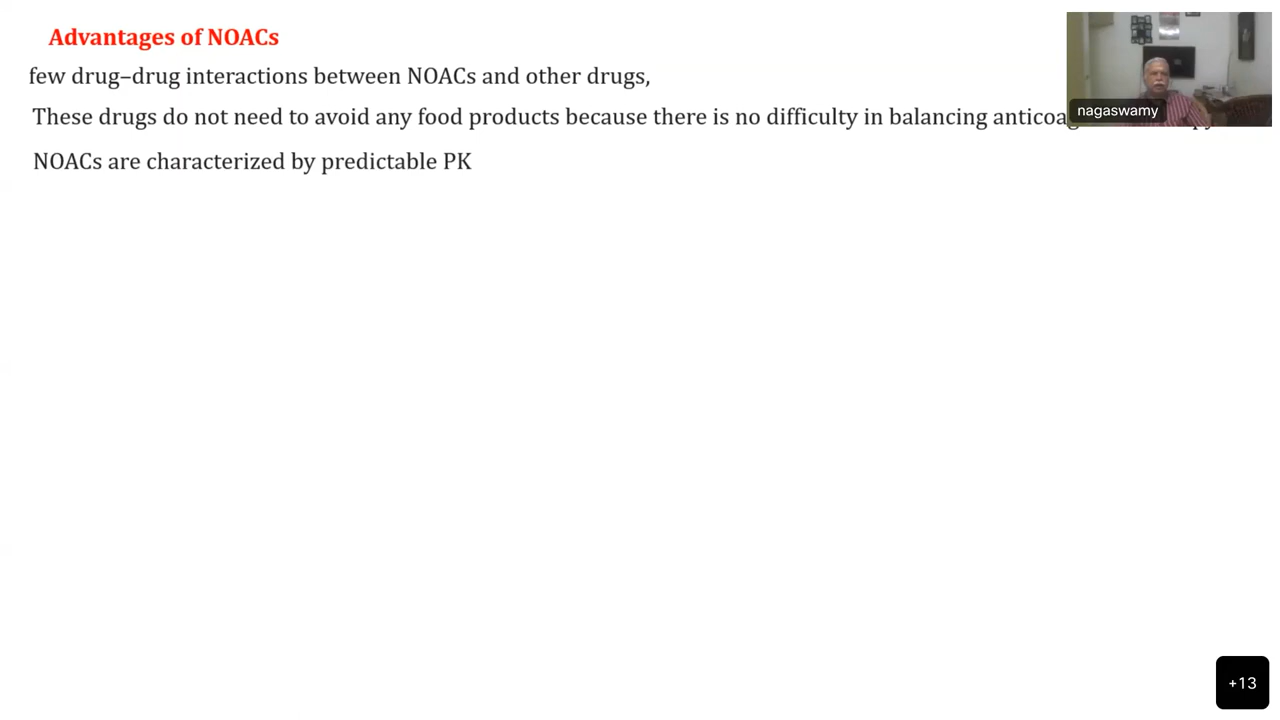 Advantages of NOACs
few drug–drug interactions between NOACs and other drugs,
nagaswamy
These drugs do not need to avoid any food products because there is no difficulty in balancing
NOACs are characterized by predictable PK
+13